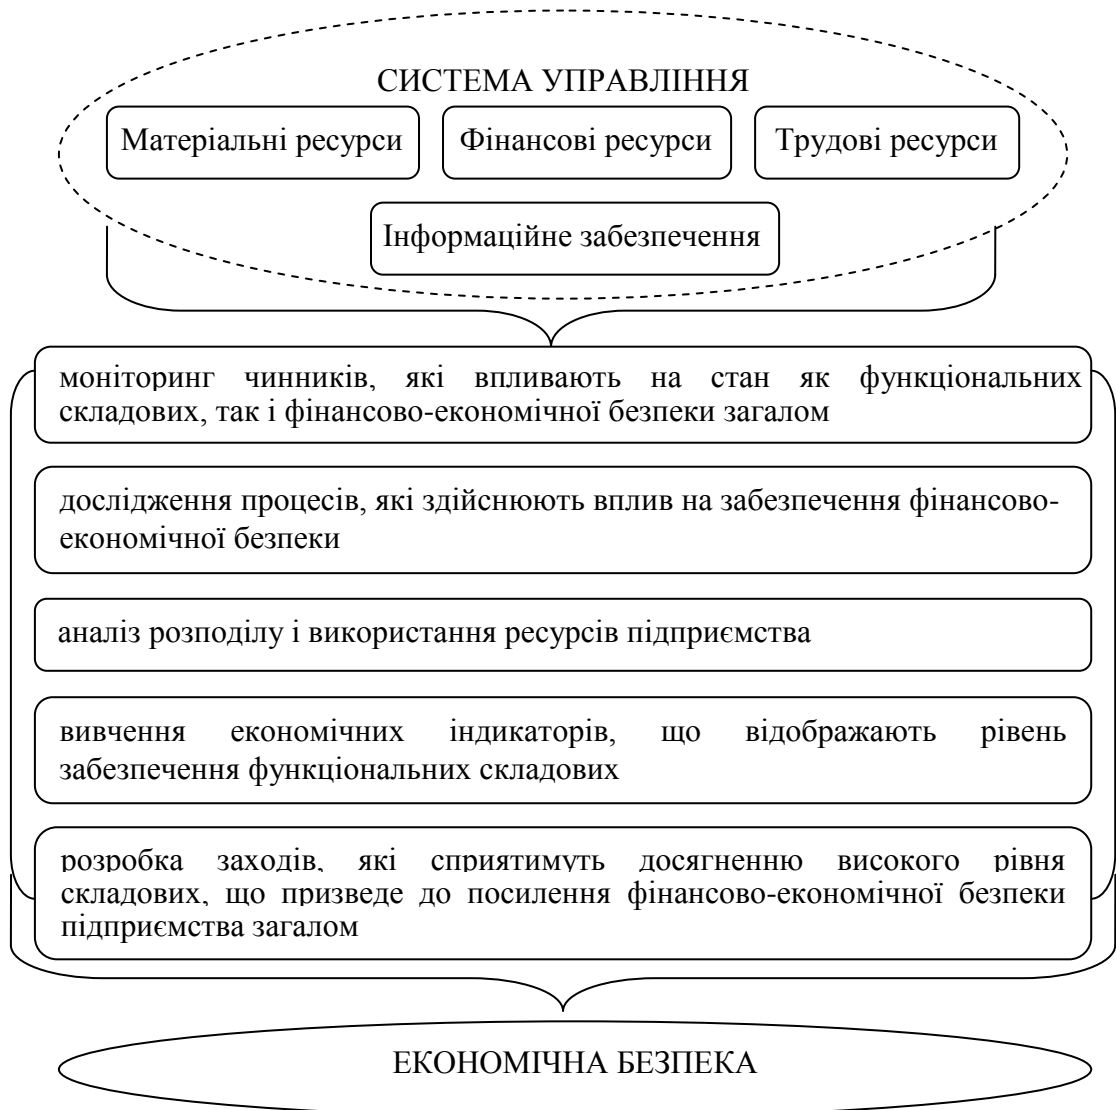 СИСТЕМА УПРАВЛІННЯ
Матеріальні ресурси
Фінансові ресурси
Трудові ресурси
Інформаційне забезпечення
моніторинг чинників, які впливають на стан як функціональних
складових, так і фінансово-економічної безпеки загалом
дослідження процесів, які здійснюють вплив на забезпечення фінансово-
економічної безпеки
аналіз розподілу і використання ресурсів підприємства
вивчення економічних індикаторів, що відображають рівень
забезпечення функціональних складових
розробка заходів, які сприятимуть досягненню високого рівня
складових, що призведе до посилення фінансово-економічної безпеки
підприємства загалом
ЕКОНОМІЧНА БЕЗПЕКА